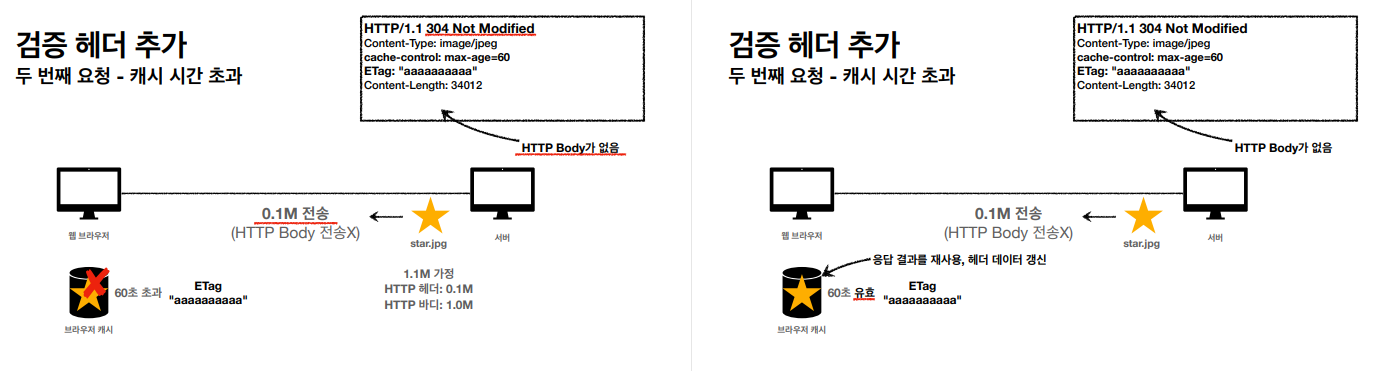 검증 헤더 추가
두 번째 요청 - 캐시 시간 초과
HTTP/1.1 304 Not Modified
Content-Type: image/jpeg
cache-control: max-age=60
ETag: "aaaaaaaaaa"
Content-Length: 34012
HTTP Body가 없음
웹 브라우저
0.1M 전송
(HTTP Body 전송X)
star.jpg
서버
60초 초과
ETag
"aaaaaaaaaa"
브라우저 캐시
1.1M 가정
HTTP 헤더: 0.1M
HTTP 바디: 1.0M
검증 헤더 추가
두 번째 요청 - 캐시 시간 초과
HTTP/1.1 304 Not Modified
Content-Type: image/jpeg
cache-control: max-age=60
ETag: "aaaaaaaaaa"
Content-Length: 34012
HTTP Body가 없음
웹 브라우저
0.1M 전송
(HTTP Body 전송X)
star.jpg
서버
응답 결과를 재사용, 헤더 데이터 갱신
60초 유효
ETag
"aaaaaaaaaa"
브라우저 캐시